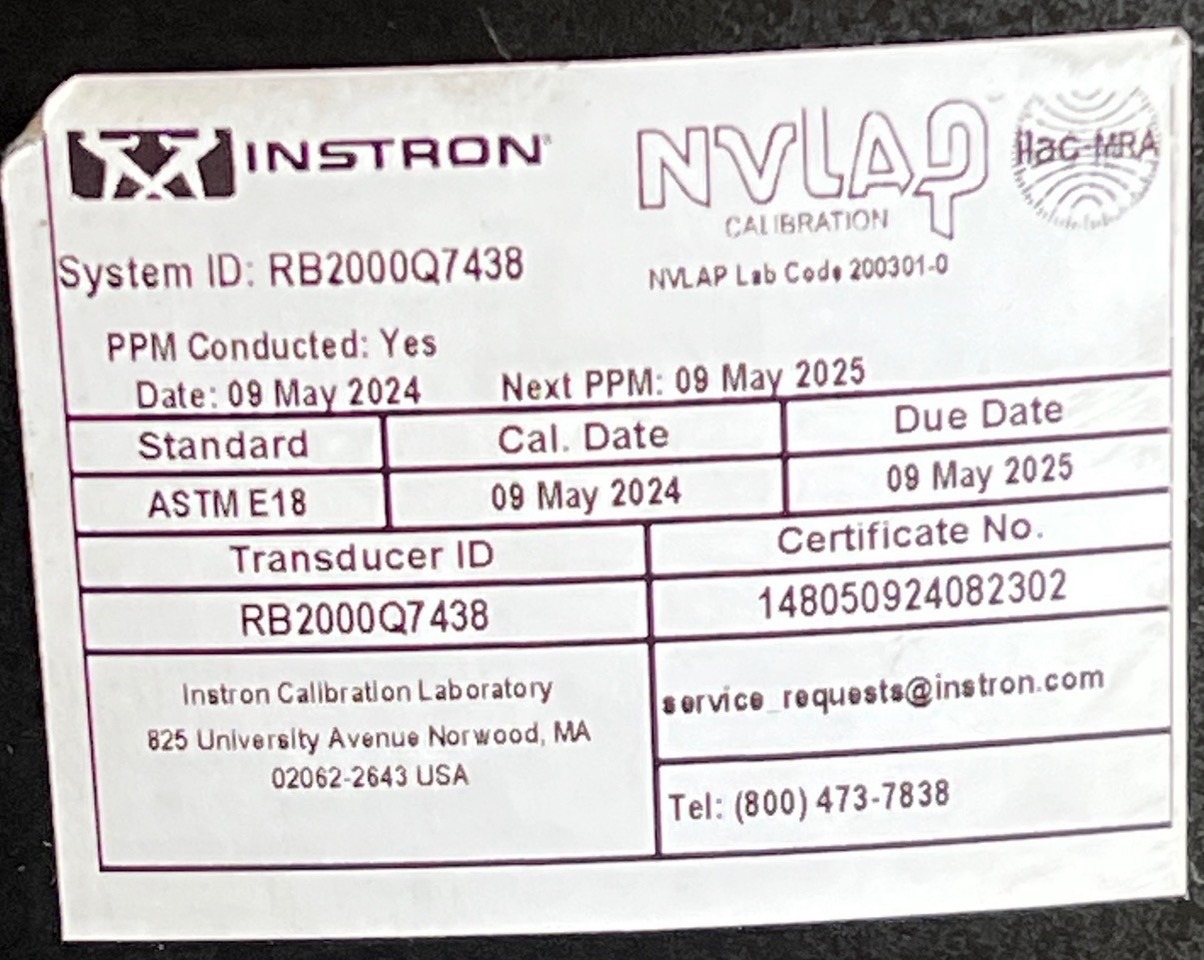 INSTRON®
NVLAP
CALIBRATION
ilac-MRA
System ID: RB2000Q7438
NVLAP Lab Code 200301-0
PPM Conducted: Yes
Date: 09 May 2024 Next PPM: 09 May 2025
Standard Cal. Date Due Date
ASTM E18 09 May 2024 09 May 2025
Transducer ID Certificate No.
RB2000Q7438 148050924082302
Instron Calibration Laboratory
825 University Avenue Norwood, MA
02062-2643 USA
service_requests@instron.com
Tel: (800) 473-7838